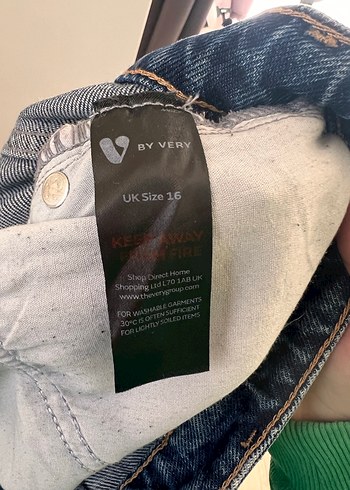 V BY VERY
UK Size 16
KEEP AWAY
FROM FIRE
Shop Direct Home
Shopping Ltd L70 1AB UK
www.theverygroup.com
FOR WASHABLE GARMENTS
30°C IS OFTEN SUFFICIENT
FOR LIGHTLY SOILED ITEMS